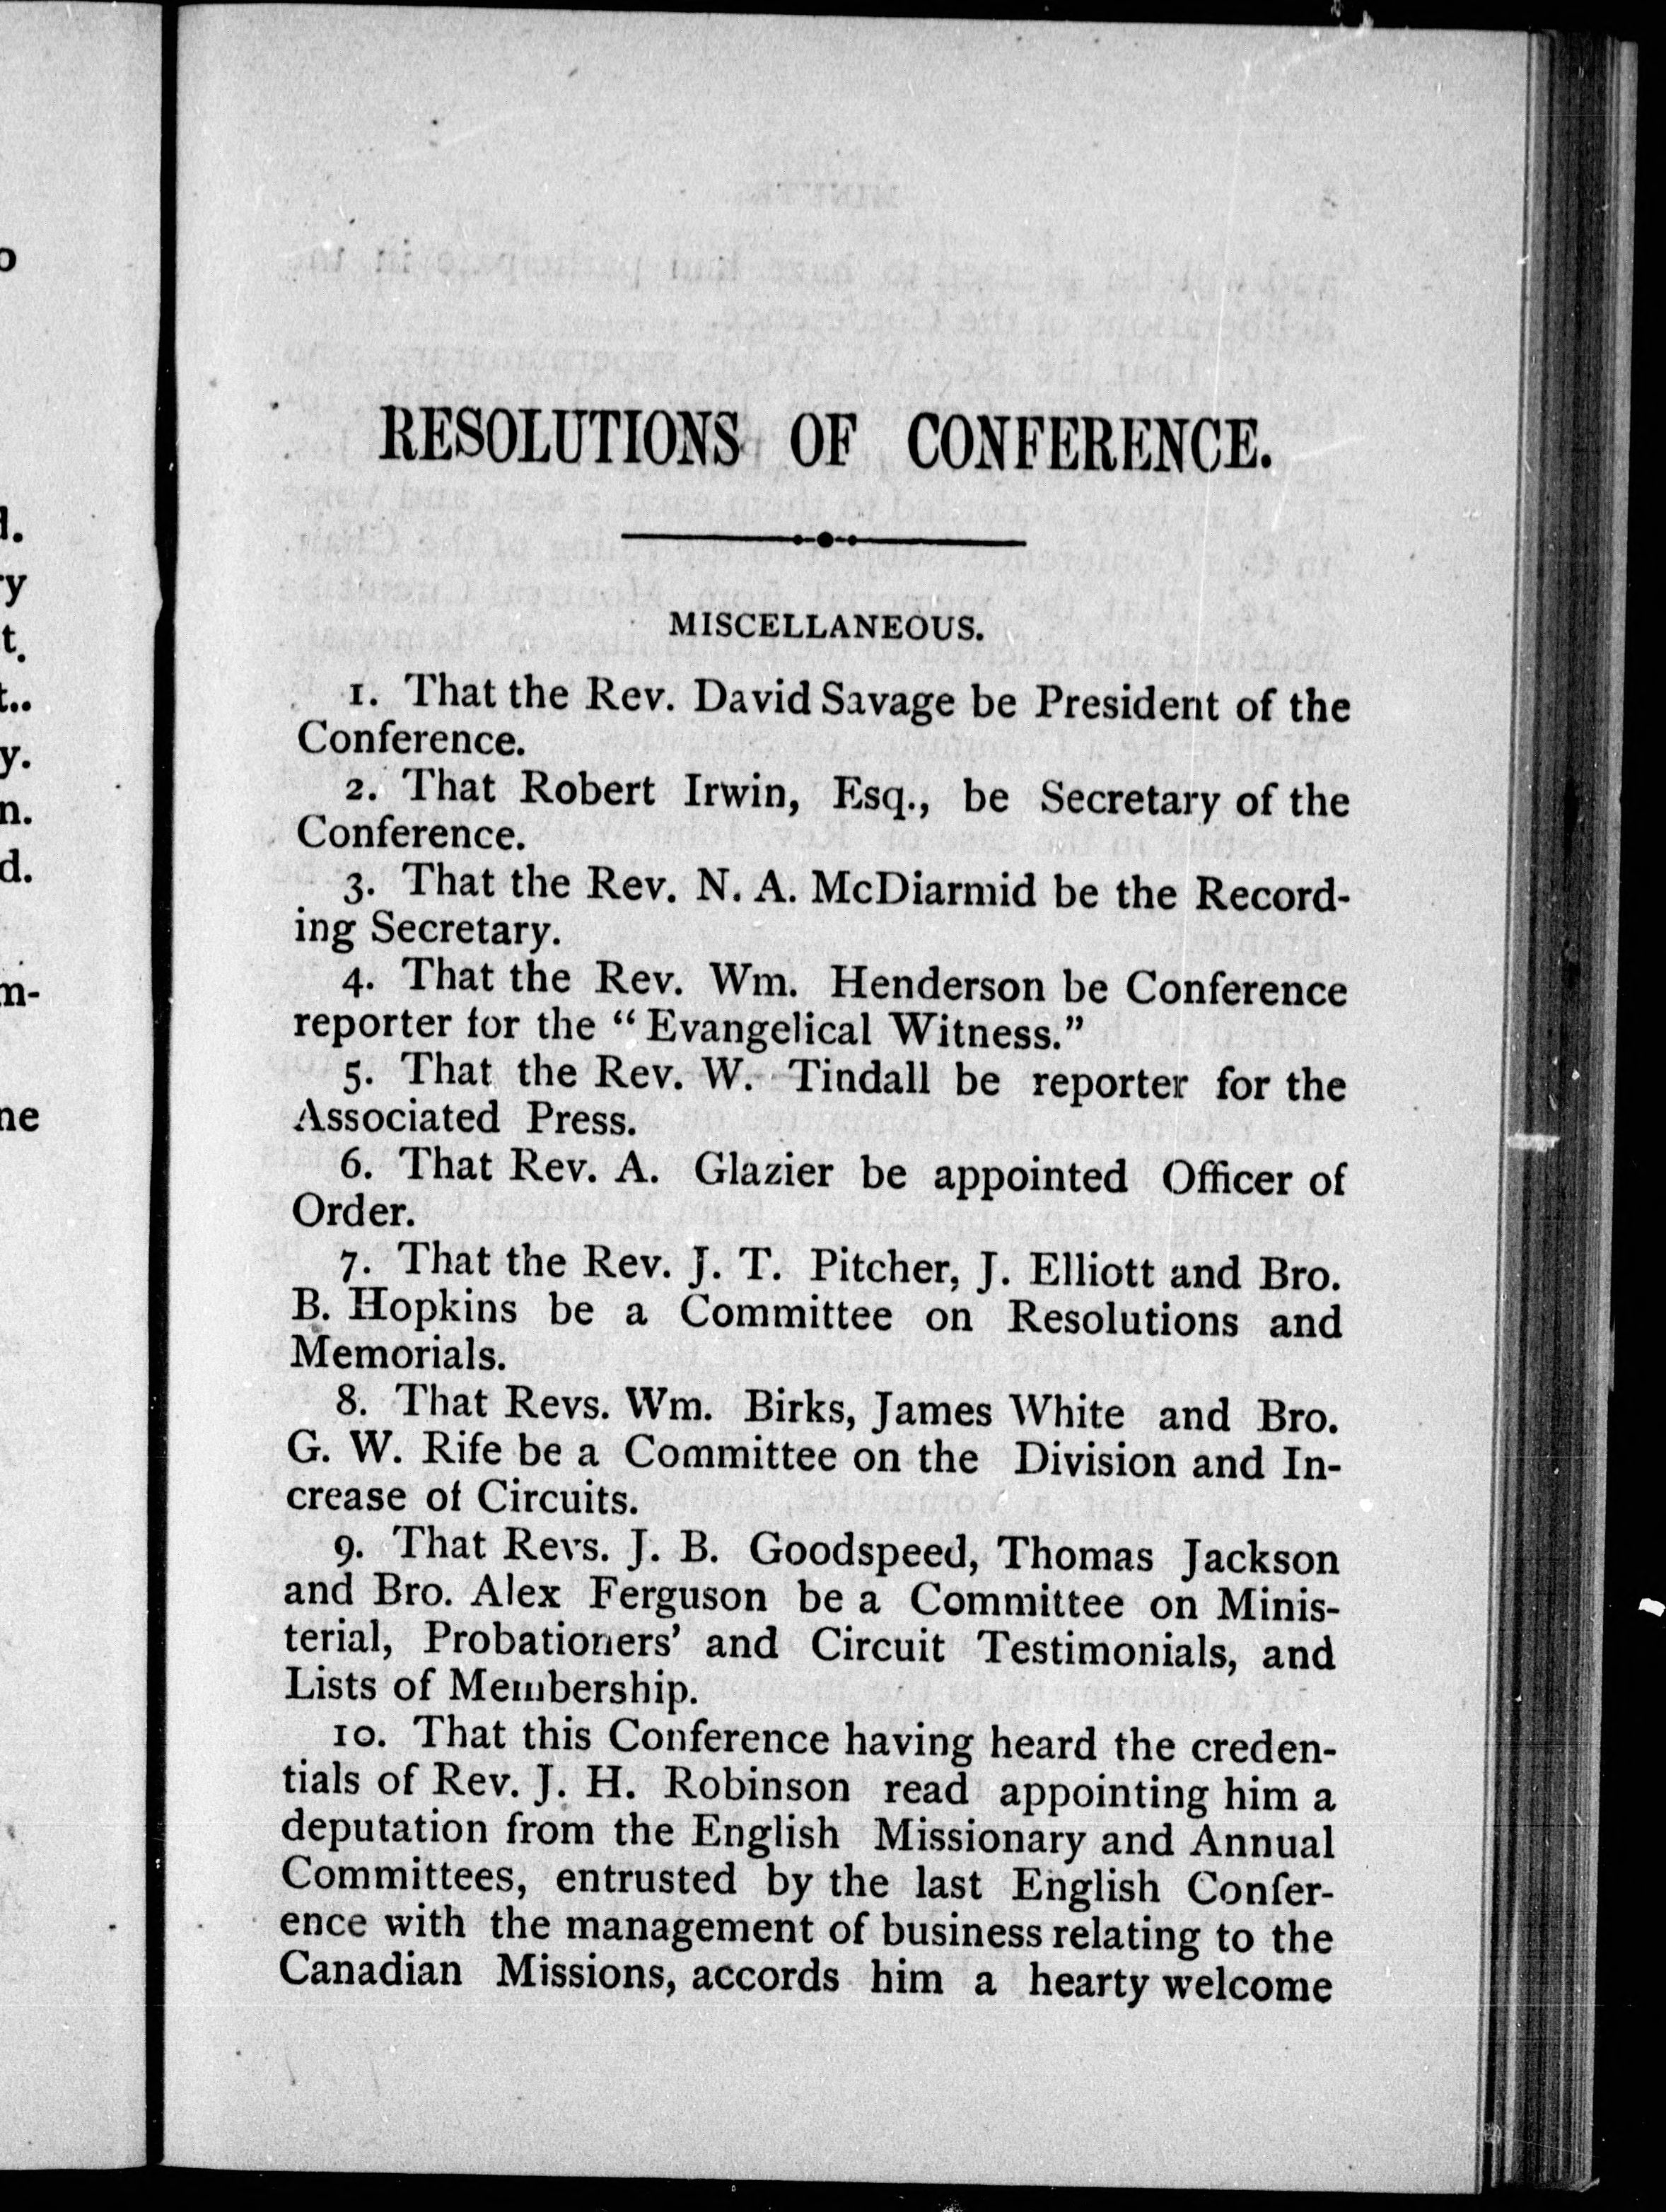 RESOLUTIONS OF CONFERENCE.
MISCELLANEOUS.
1. That the Rev. David Savage be President of the
Conference.
2. That Robert Irwin, Esq., be Secretary of the
Conference.
3. That the Rev. N. A. McDiarmid be the Record-
ing Secretary.
4. That the Rev. Wm. Henderson be Conference
reporter for the “Evangelical Witness.”
5. That the Rev. W. Tindall be reporter for the
Associated Press.
6. That Rev. A. Glazier be appointed Officer of
Order.
7. That the Rev. J. T. Pitcher, J. Elliott and Bro.
B. Hopkins be a Committee on Resolutions and
Memorials.
8. That Revs. Wm. Birks, James White and Bro.
G. W. Rife be a Committee on the Division and In-
crease of Circuits.
9. That Revs. J. B. Goodspeed, Thomas Jackson
and Bro. Alex Ferguson be a Committee on Minis-
terial, Probationers’ and Circuit Testimonials, and
Lists of Membership.
10. That this Conference having heard the creden-
tials of Rev. J. H. Robinson read appointing him a
deputation from the English Missionary and Annual
Committees, entrusted by the last English Confer-
ence with the management of business relating to the
Canadian Missions, accords him a hearty welcome